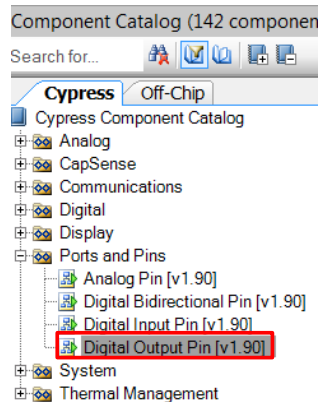 Component Catalog (142 componen
Search for...
Cypress Off-Chip
Cypress Component Catalog
Analog
CapSense
Communications
Digital
Display
Ports and Pins
Analog Pin [v1.90]
Digital Bidirectional Pin [v1.90]
Digital Input Pin [v1.90]
Digital Output Pin [v1.90]
System
Thermal Management